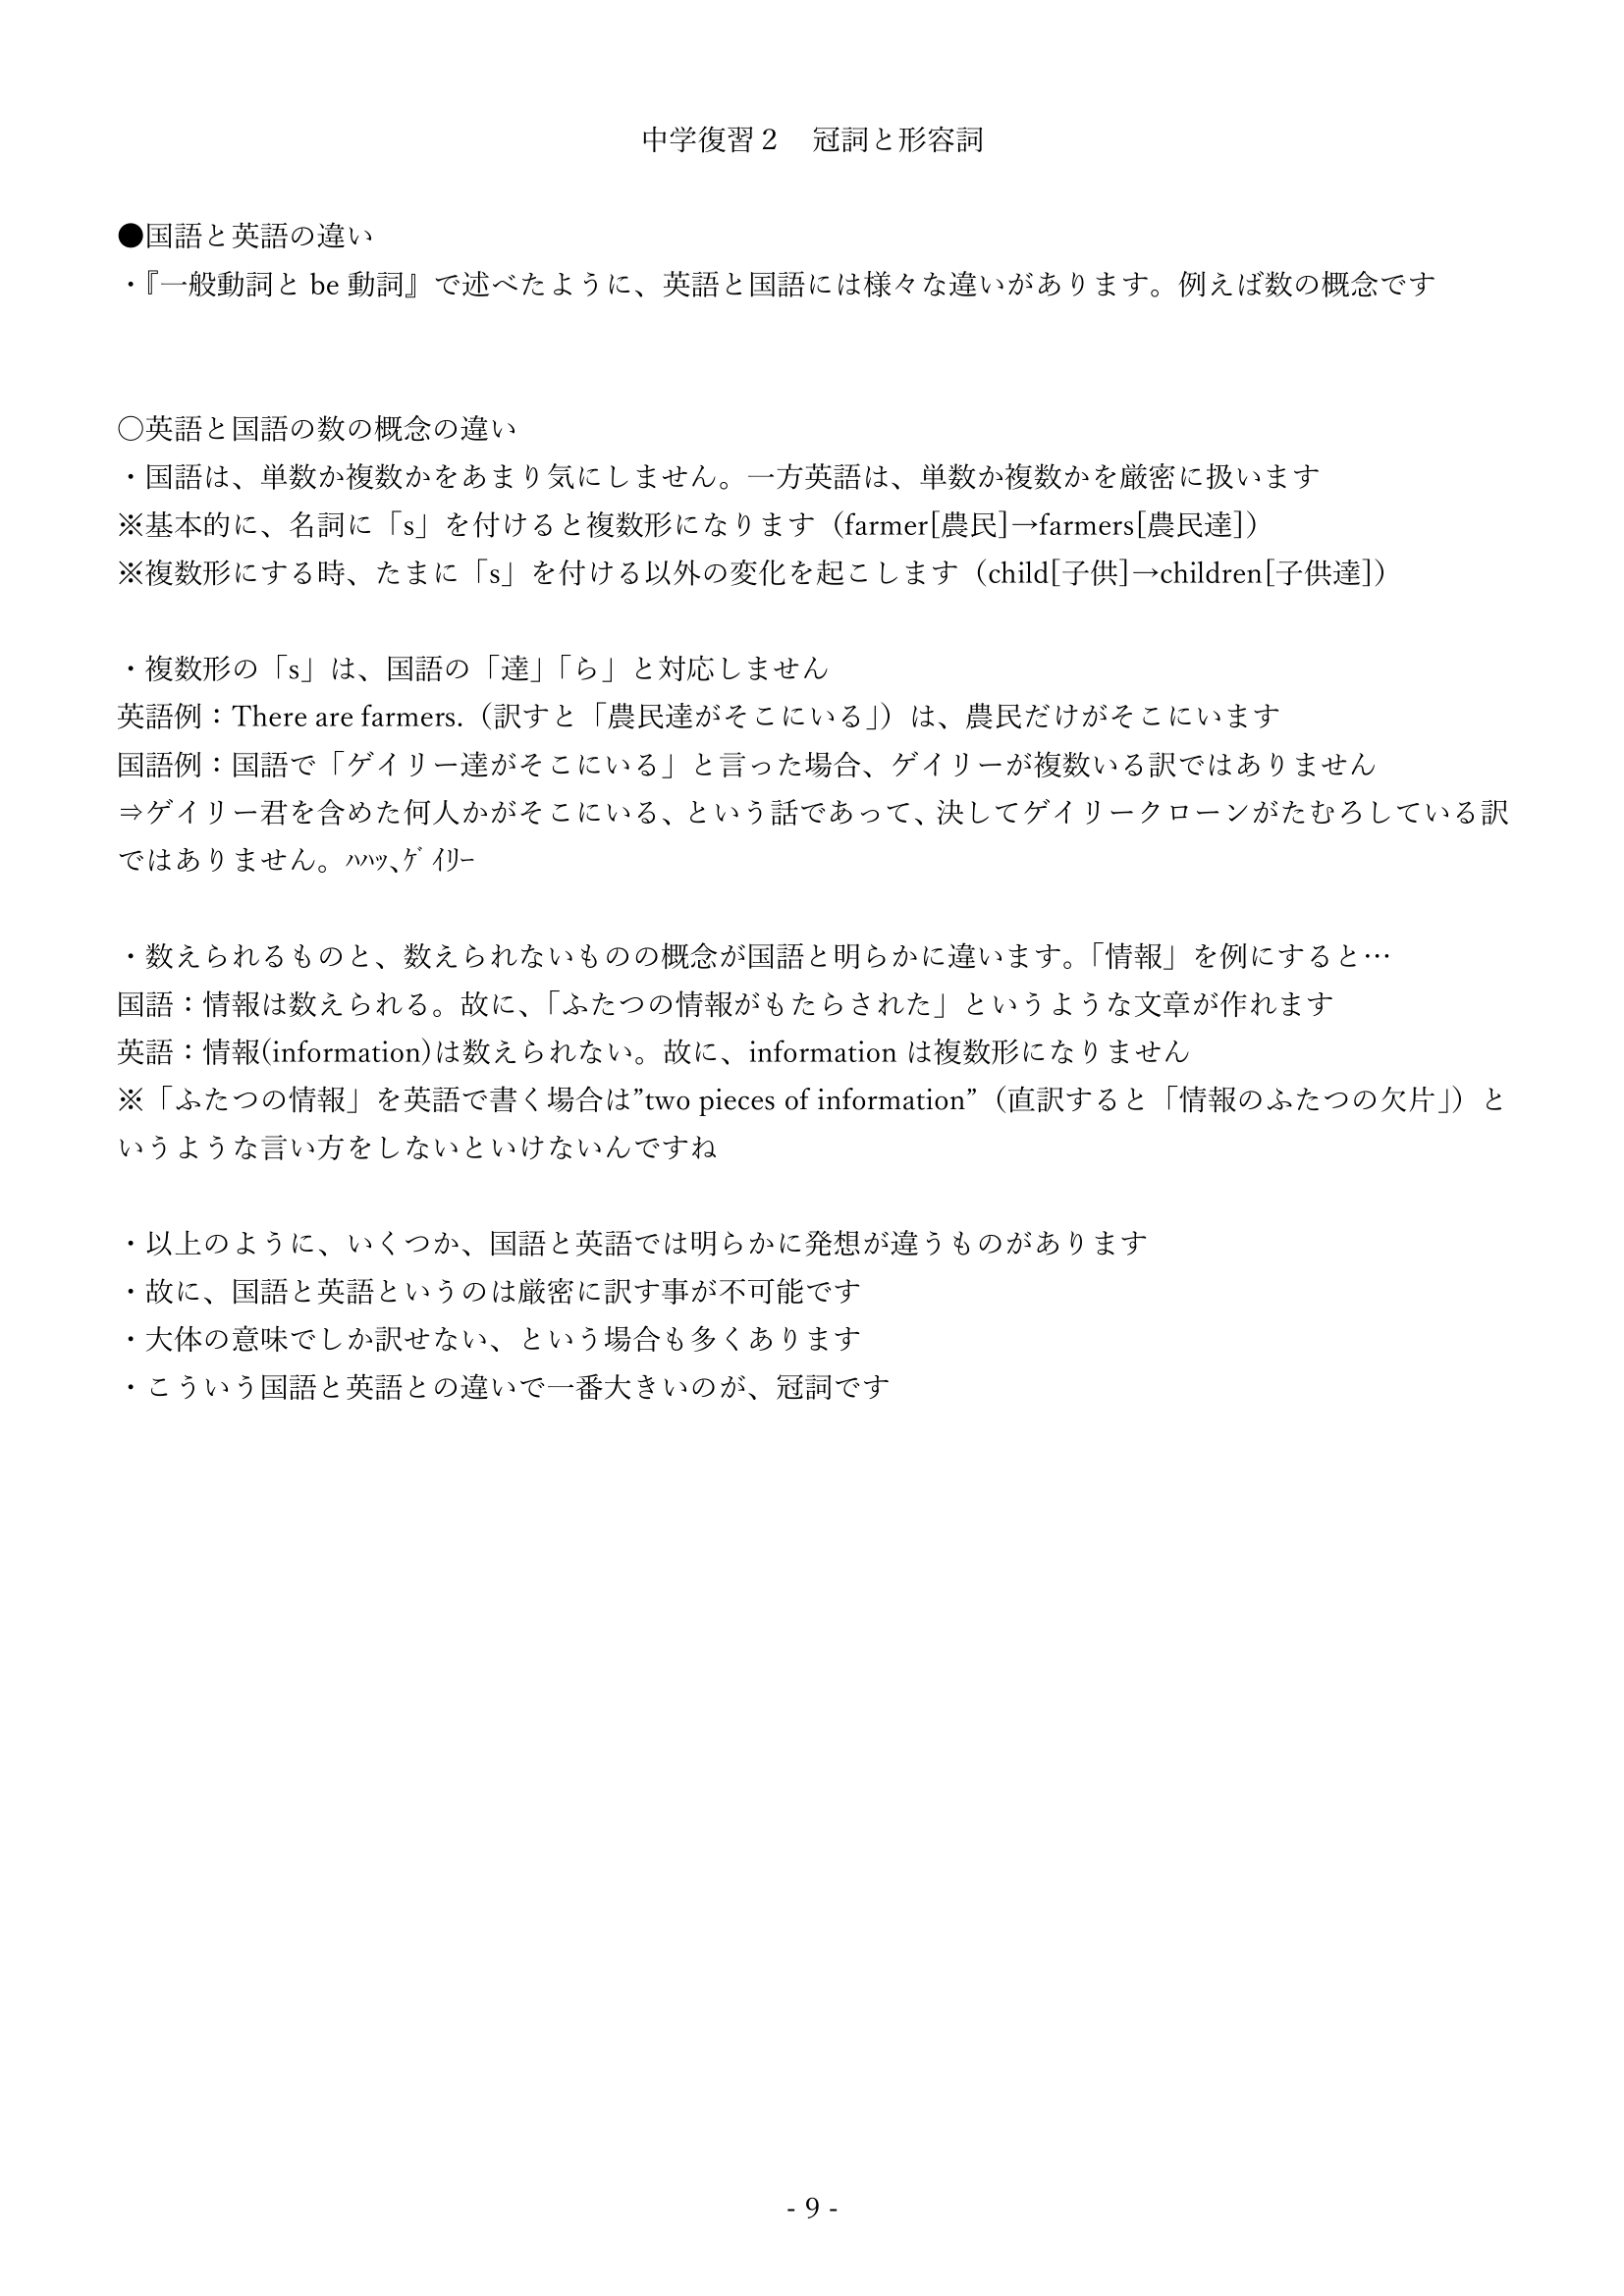 中学復習２　冠詞と形容詞
●国語と英語の違い
・『一般動詞と be 動詞』で述べたように、英語と国語には様々な違いがあります。例えば数の概念です
○英語と国語の数の概念の違い
・国語は、単数か複数かをあまり気にしません。一方英語は、単数か複数かを厳密に扱います
※基本的に、名詞に「s」を付けると複数形になります（farmer[農民]→farmers[農民達]）
※複数形にする時、たまに「s」を付ける以外の変化を起こします（child[子供]→children[子供達]）
・複数形の「s」は、国語の「達」「ら」と対応しません
英語例：There are farmers.（訳すと「農民達がそこにいる」）は、農民だけがそこにいます
国語例：国語で「ゲイリー達がそこにいる」と言った場合、ゲイリーが複数いる訳ではありません
⇒ゲイリー君を含めた何人かがそこにいる、という話であって、決してゲイリークローンがたむろしている訳
ではありません。ﾊﾊｯ､ｹﾞｲﾘｰ
・数えられるものと、数えられないものの概念が国語と明らかに違います。「情報」を例にすると…
国語：情報は数えられる。故に、「ふたつの情報がもたらされた」というような文章が作れます
英語：情報(information)は数えられない。故に、information は複数形になりません
※「ふたつの情報」を英語で書く場合は”two pieces of information”（直訳すると「情報のふたつの欠片」）と
いうような言い方をしないといけないんですね
・以上のように、いくつか、国語と英語では明らかに発想が違うものがあります
・故に、国語と英語というのは厳密に訳す事が不可能です
・大体の意味でしか訳せない、という場合も多くあります
・こういう国語と英語との違いで一番大きいのが、冠詞です
- 9 -